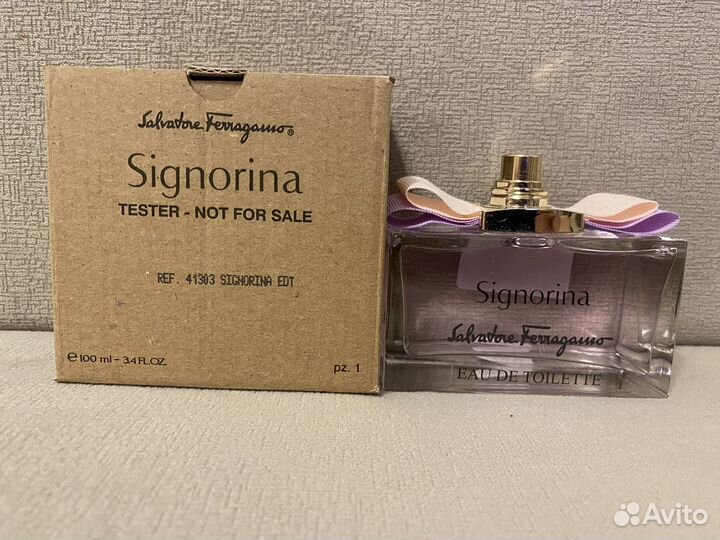 Salvatore Ferragamo®
Signorina
TESTER - NOT FOR SALE
REF. 41303 SIGNORINA EDT
e 100 ml - 3.4 FL.OZ.
pz. 1
Signorina
Salvatore Ferragamo
EAU DE TOILETTE
Avito